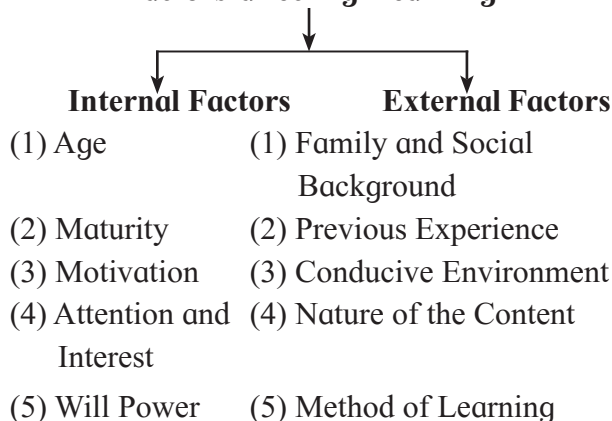 Internal Factors External Factors
(1) Age (1) Family and Social
Background
(2) Maturity (2) Previous Experience
(3) Motivation (3) Conducive Environment
(4) Attention and (4) Nature of the Content
Interest
(5) Will Power (5) Method of Learning